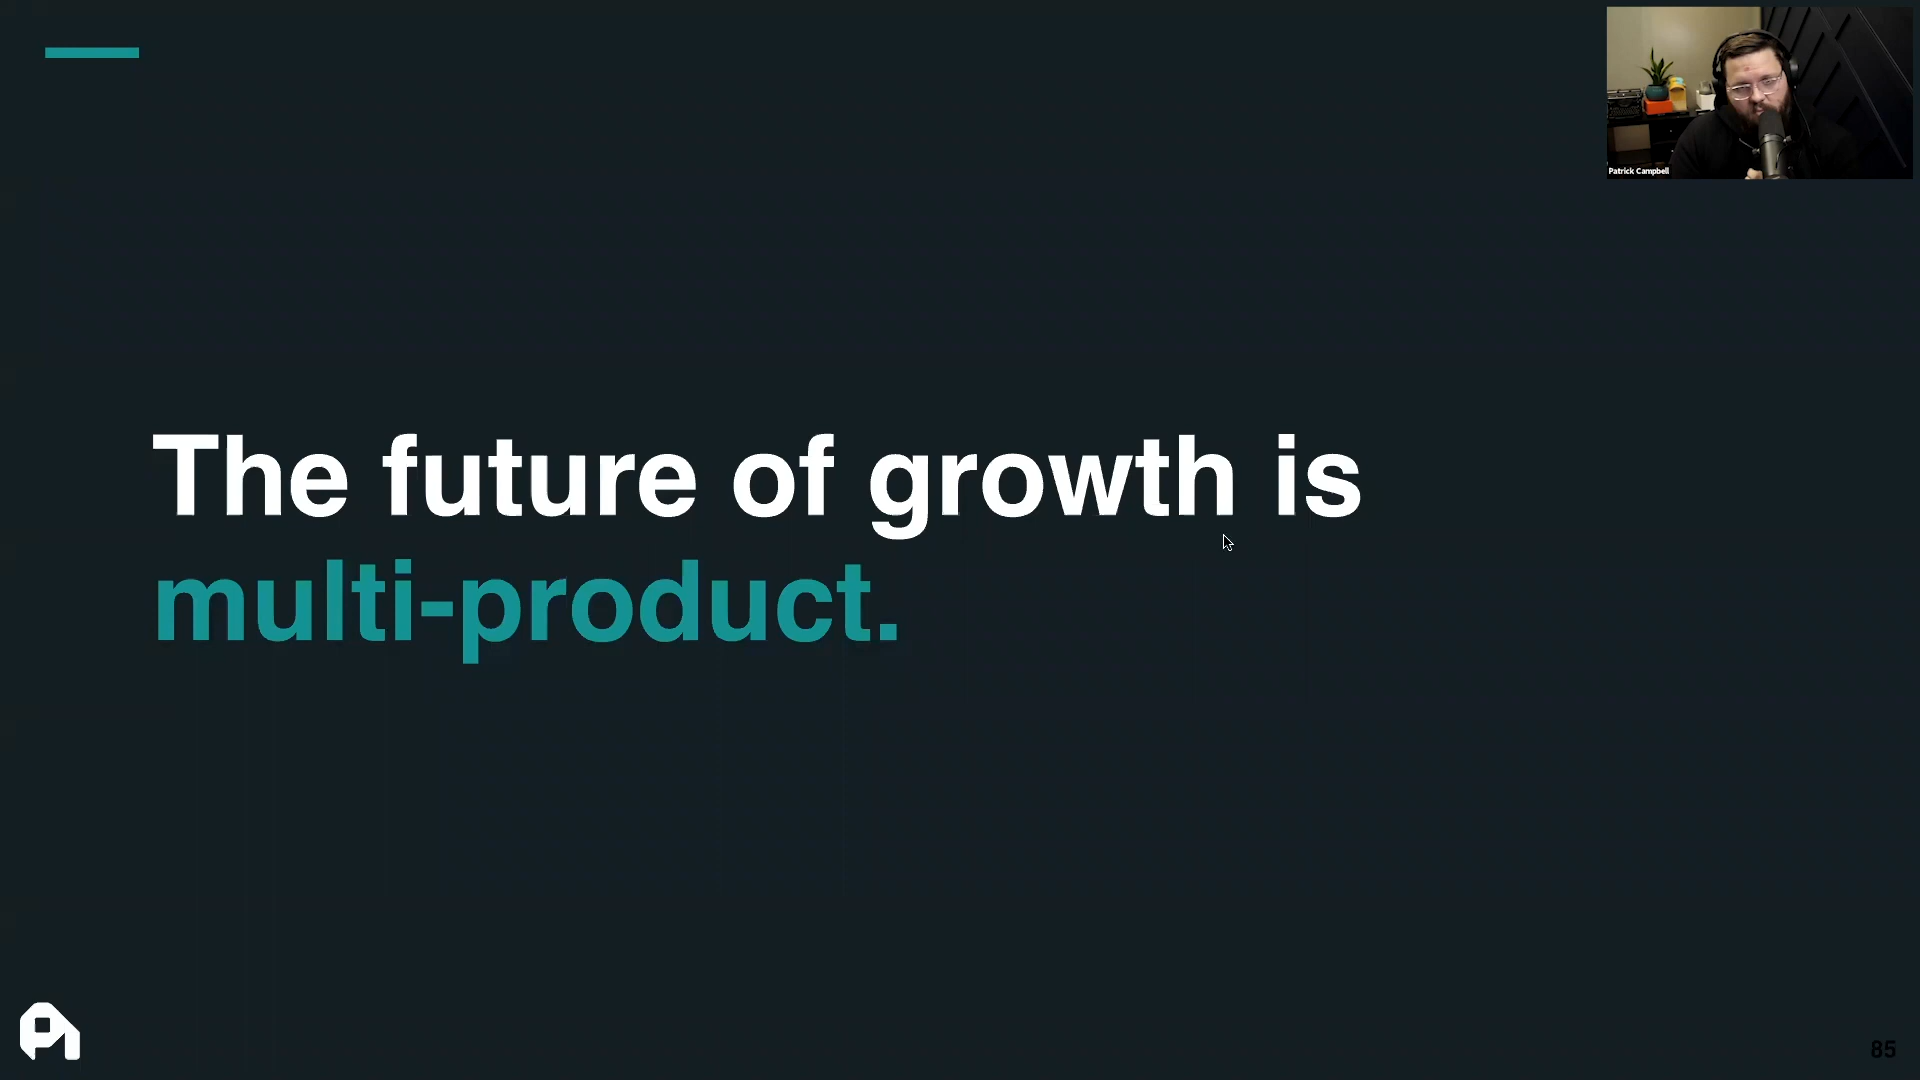 Patrick Campbell
The future of growth is
multi-product.
85